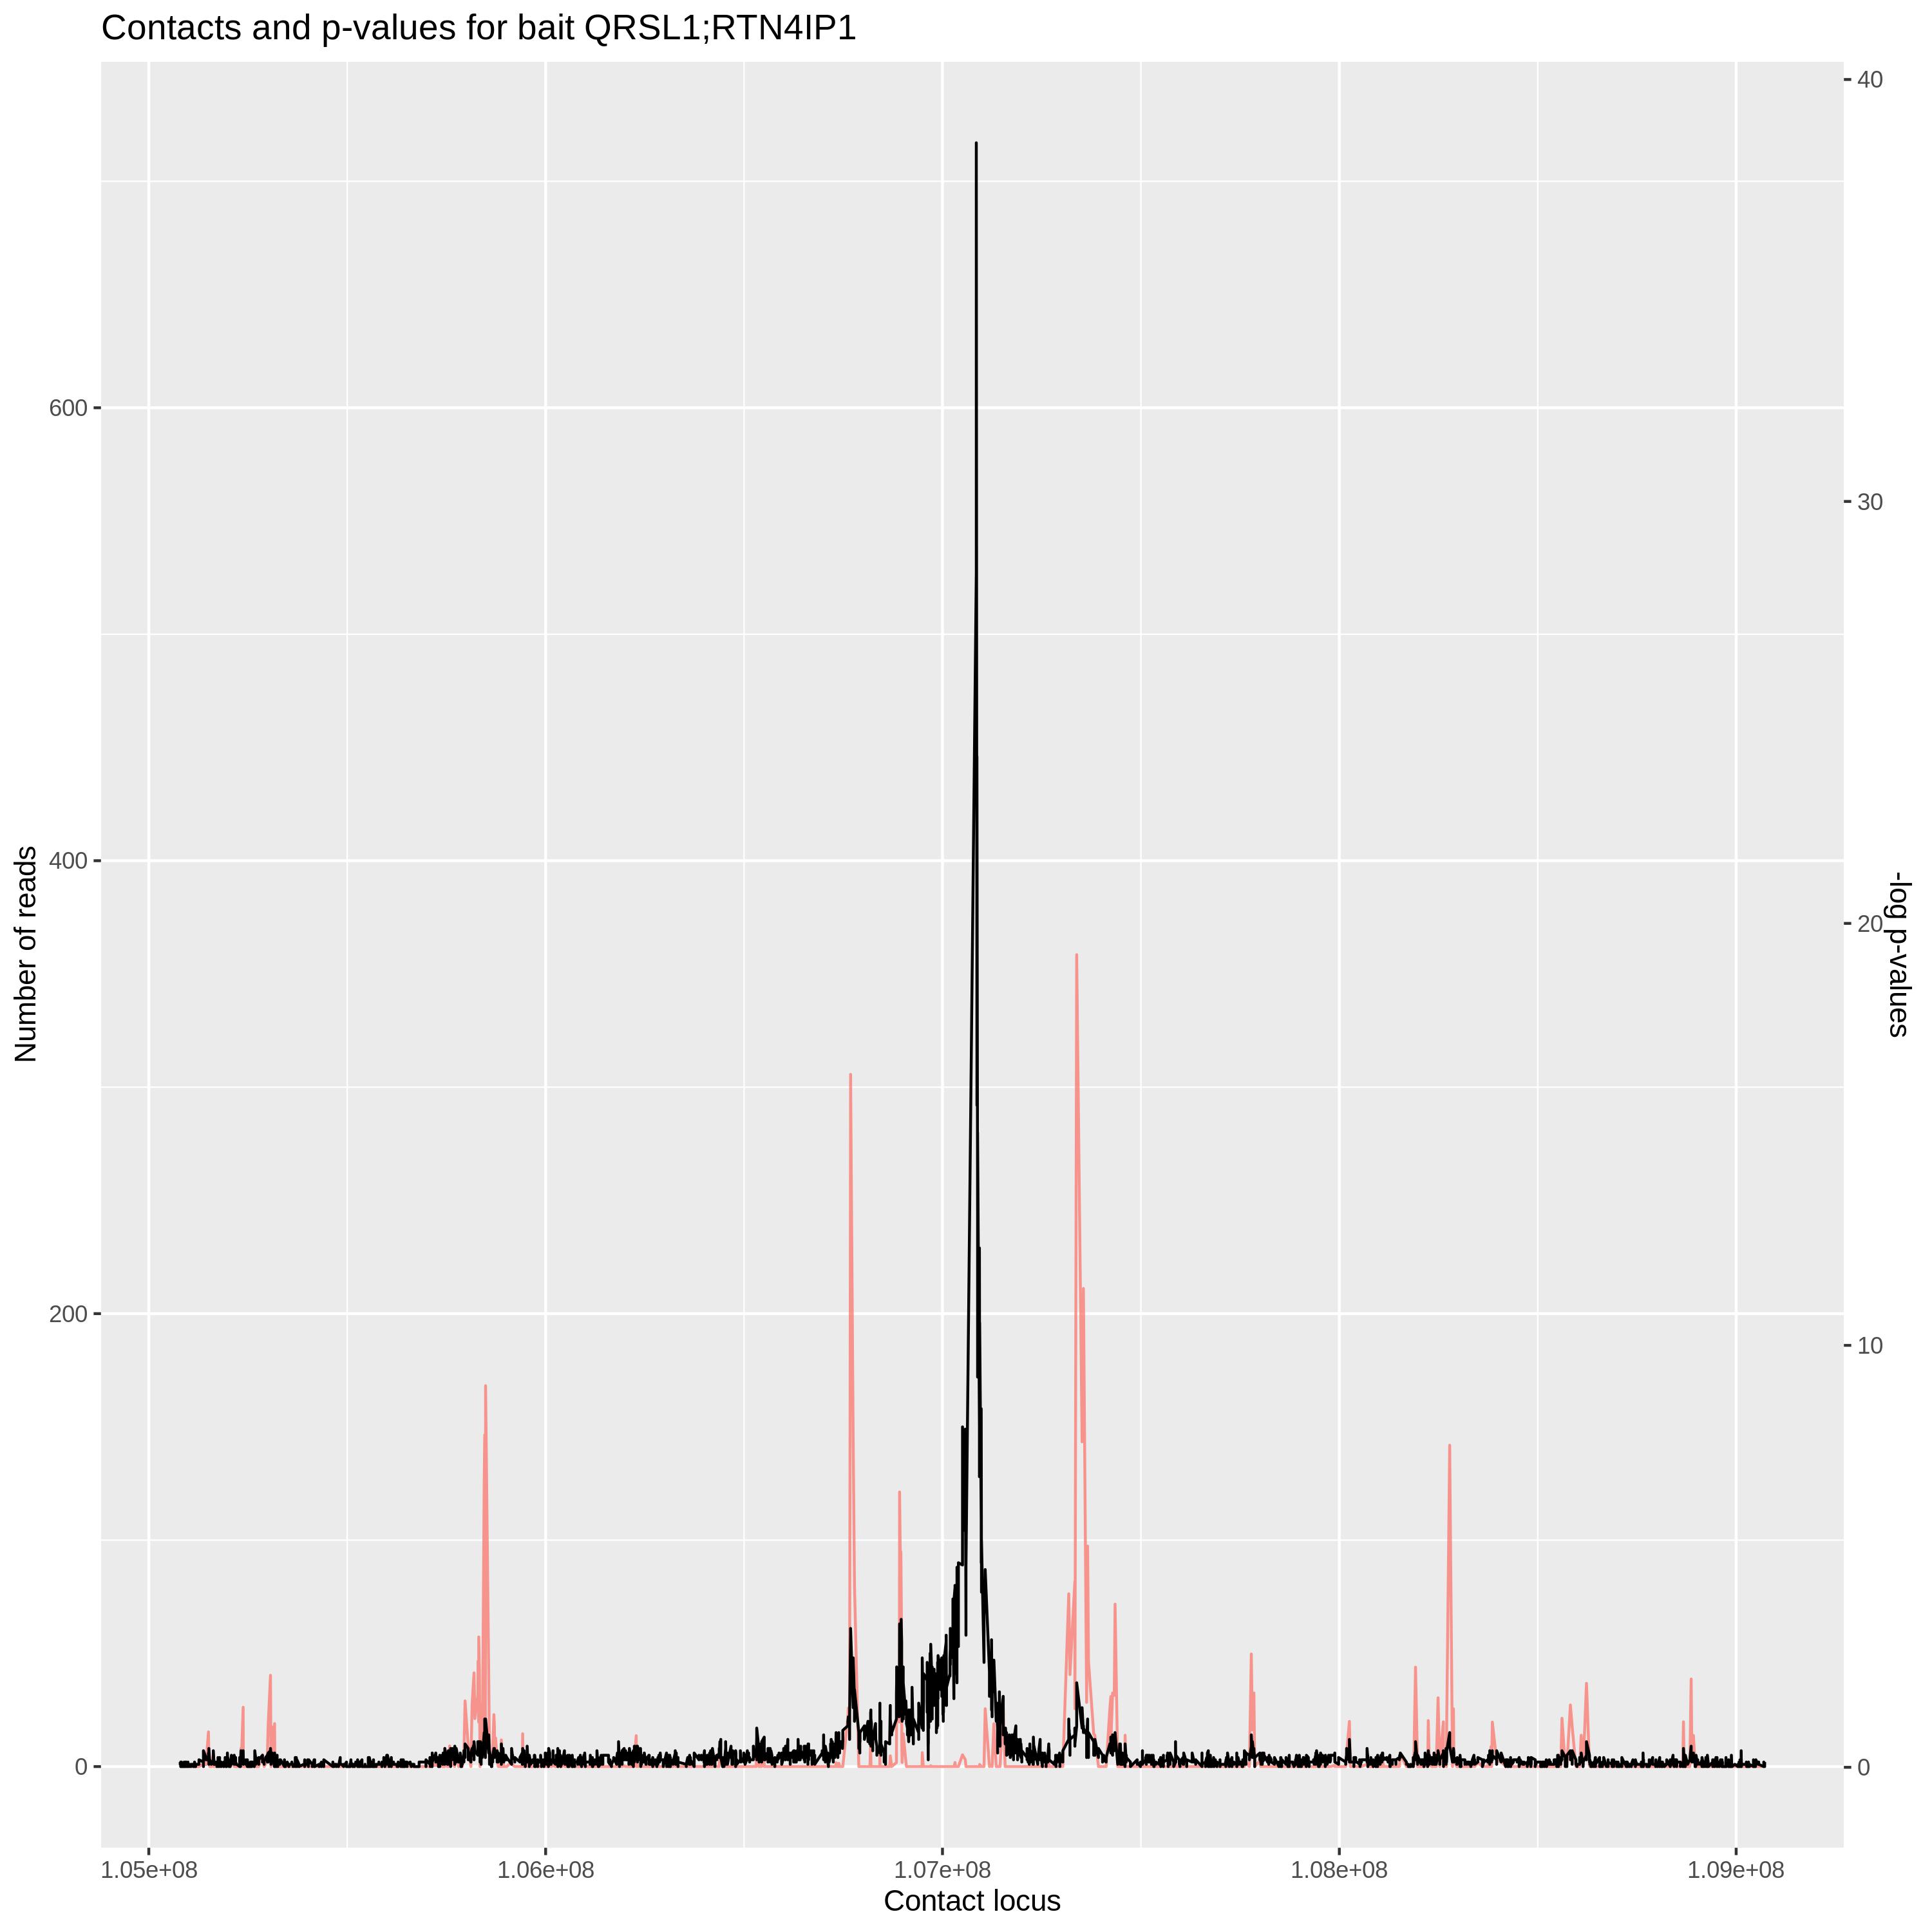 Contacts and p-values for bait QRSL1;RTN4IP1
Number of reads
600
400
200
0
40
30
20
10
0
-log p-values
1.05e+08
1.06e+08
1.07e+08
1.08e+08
1.09e+08
Contact locus